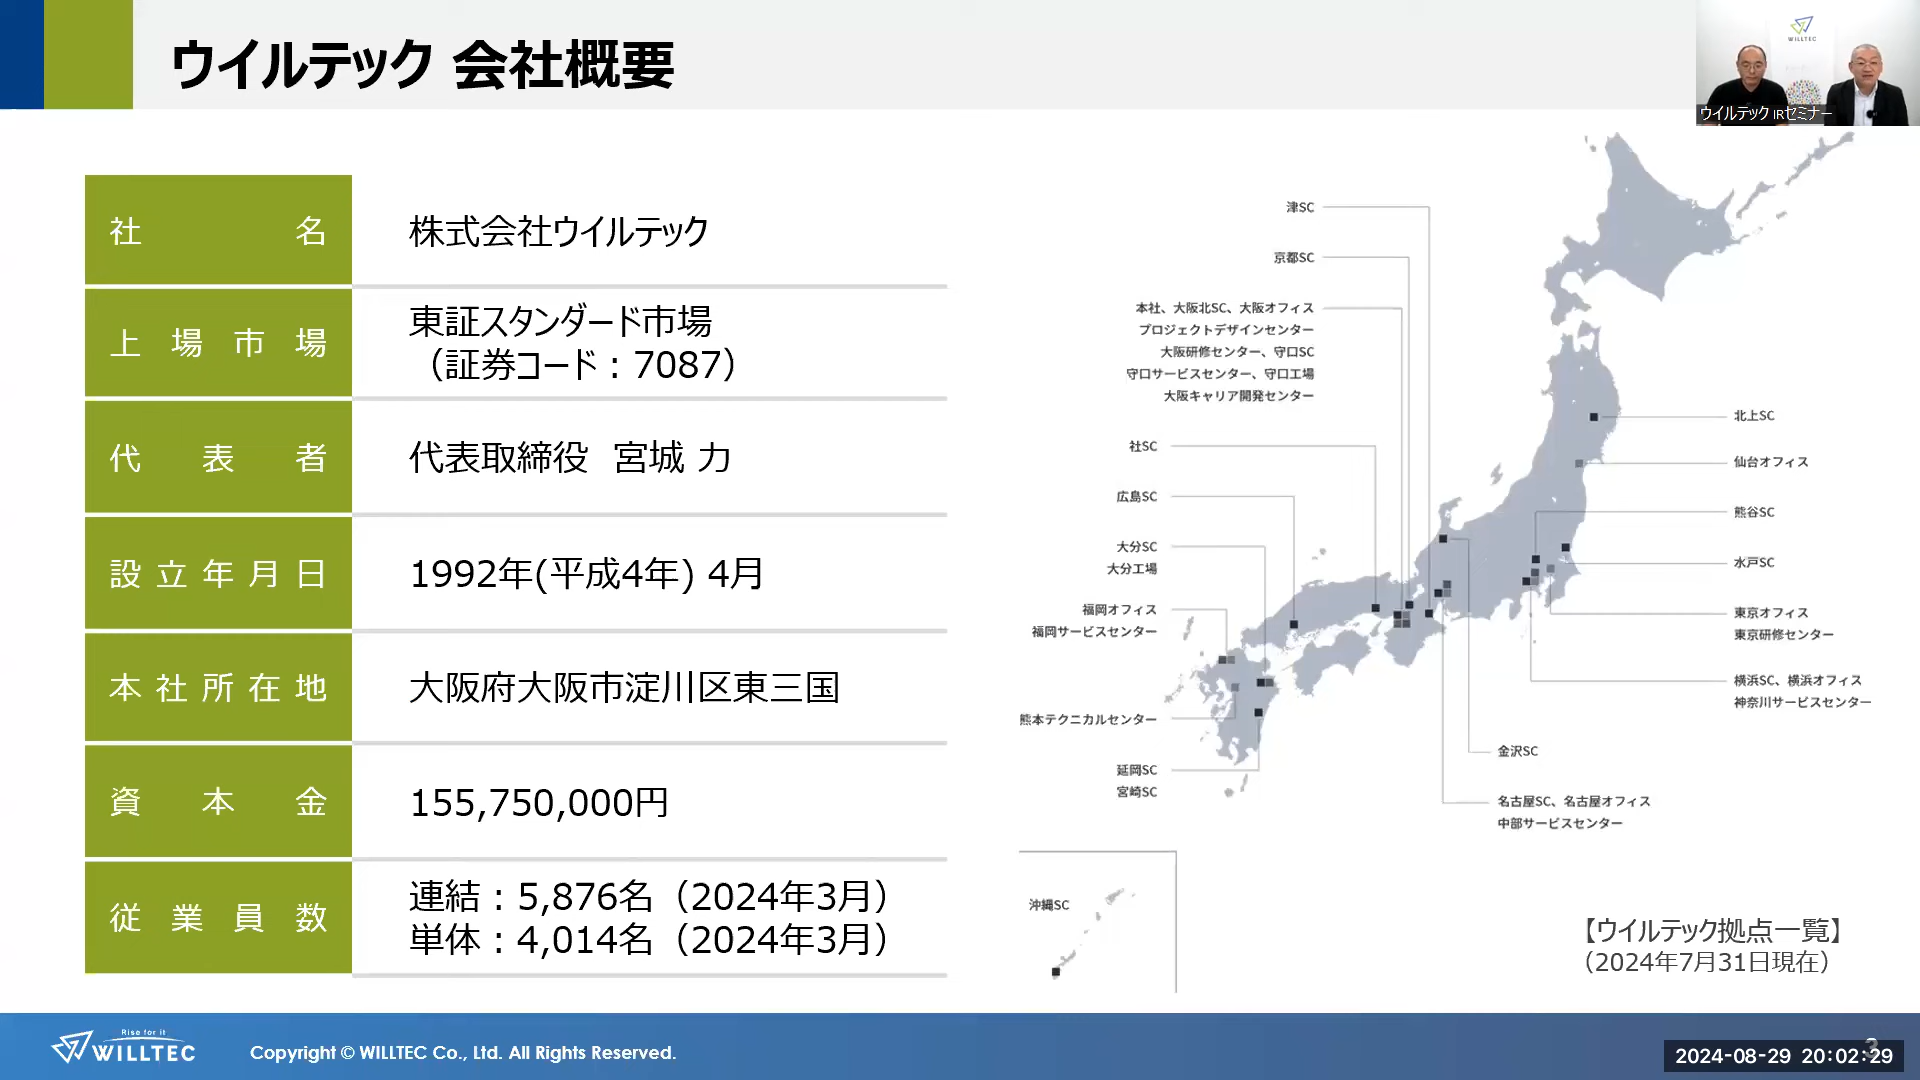 ウイルテック 会社概要
WILLTEC
ウイルテック IRセミナー
社名
株式会社ウイルテック
上場市場
東証スタンダード市場
（証券コード：7087）
代表者
代表取締役 宮城 力
設立年月日
1992年(平成4年) 4月
本社所在地
大阪府大阪市淀川区東三国
資本金
155,750,000円
従業員数
連結：5,876名（2024年3月）
単体：4,014名（2024年3月）
津SC
京都SC
本社、大阪北SC、大阪オフィス
プロジェクトデザインセンター
大阪研修センター、守口SC
守口サービスセンター、守口工場
大阪キャリア開発センター
社SC
広島SC
大分SC
大分工場
福岡オフィス
福岡サービスセンター
熊本テクニカルセンター
延岡SC
宮崎SC
沖縄SC
北上SC
仙台オフィス
熊谷SC
水戸SC
東京オフィス
東京研修センター
横浜SC、横浜オフィス
神奈川サービスセンター
金沢SC
名古屋SC、名古屋オフィス
中部サービスセンター
【ウイルテック拠点一覧】
（2024年7月31日現在）
Rise for it
WILLTEC
Copyright © WILLTEC Co., Ltd. All Rights Reserved.
3
2024-08-29 20:02:29